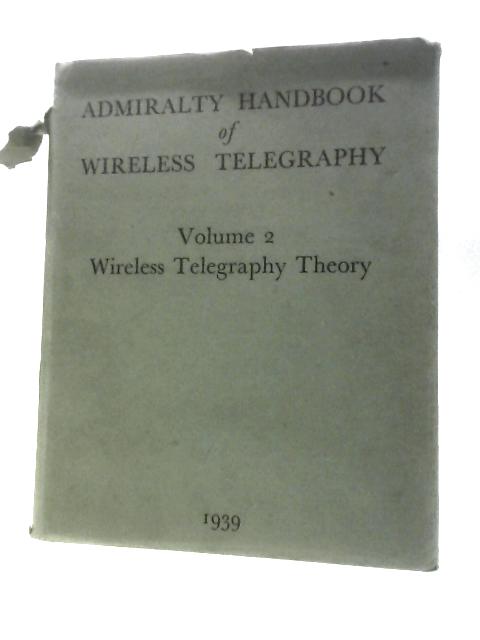 ADMIRALTY HANDBOOK
of
WIRELESS TELEGRAPHY
Volume 2
Wireless Telegraphy Theory
1939